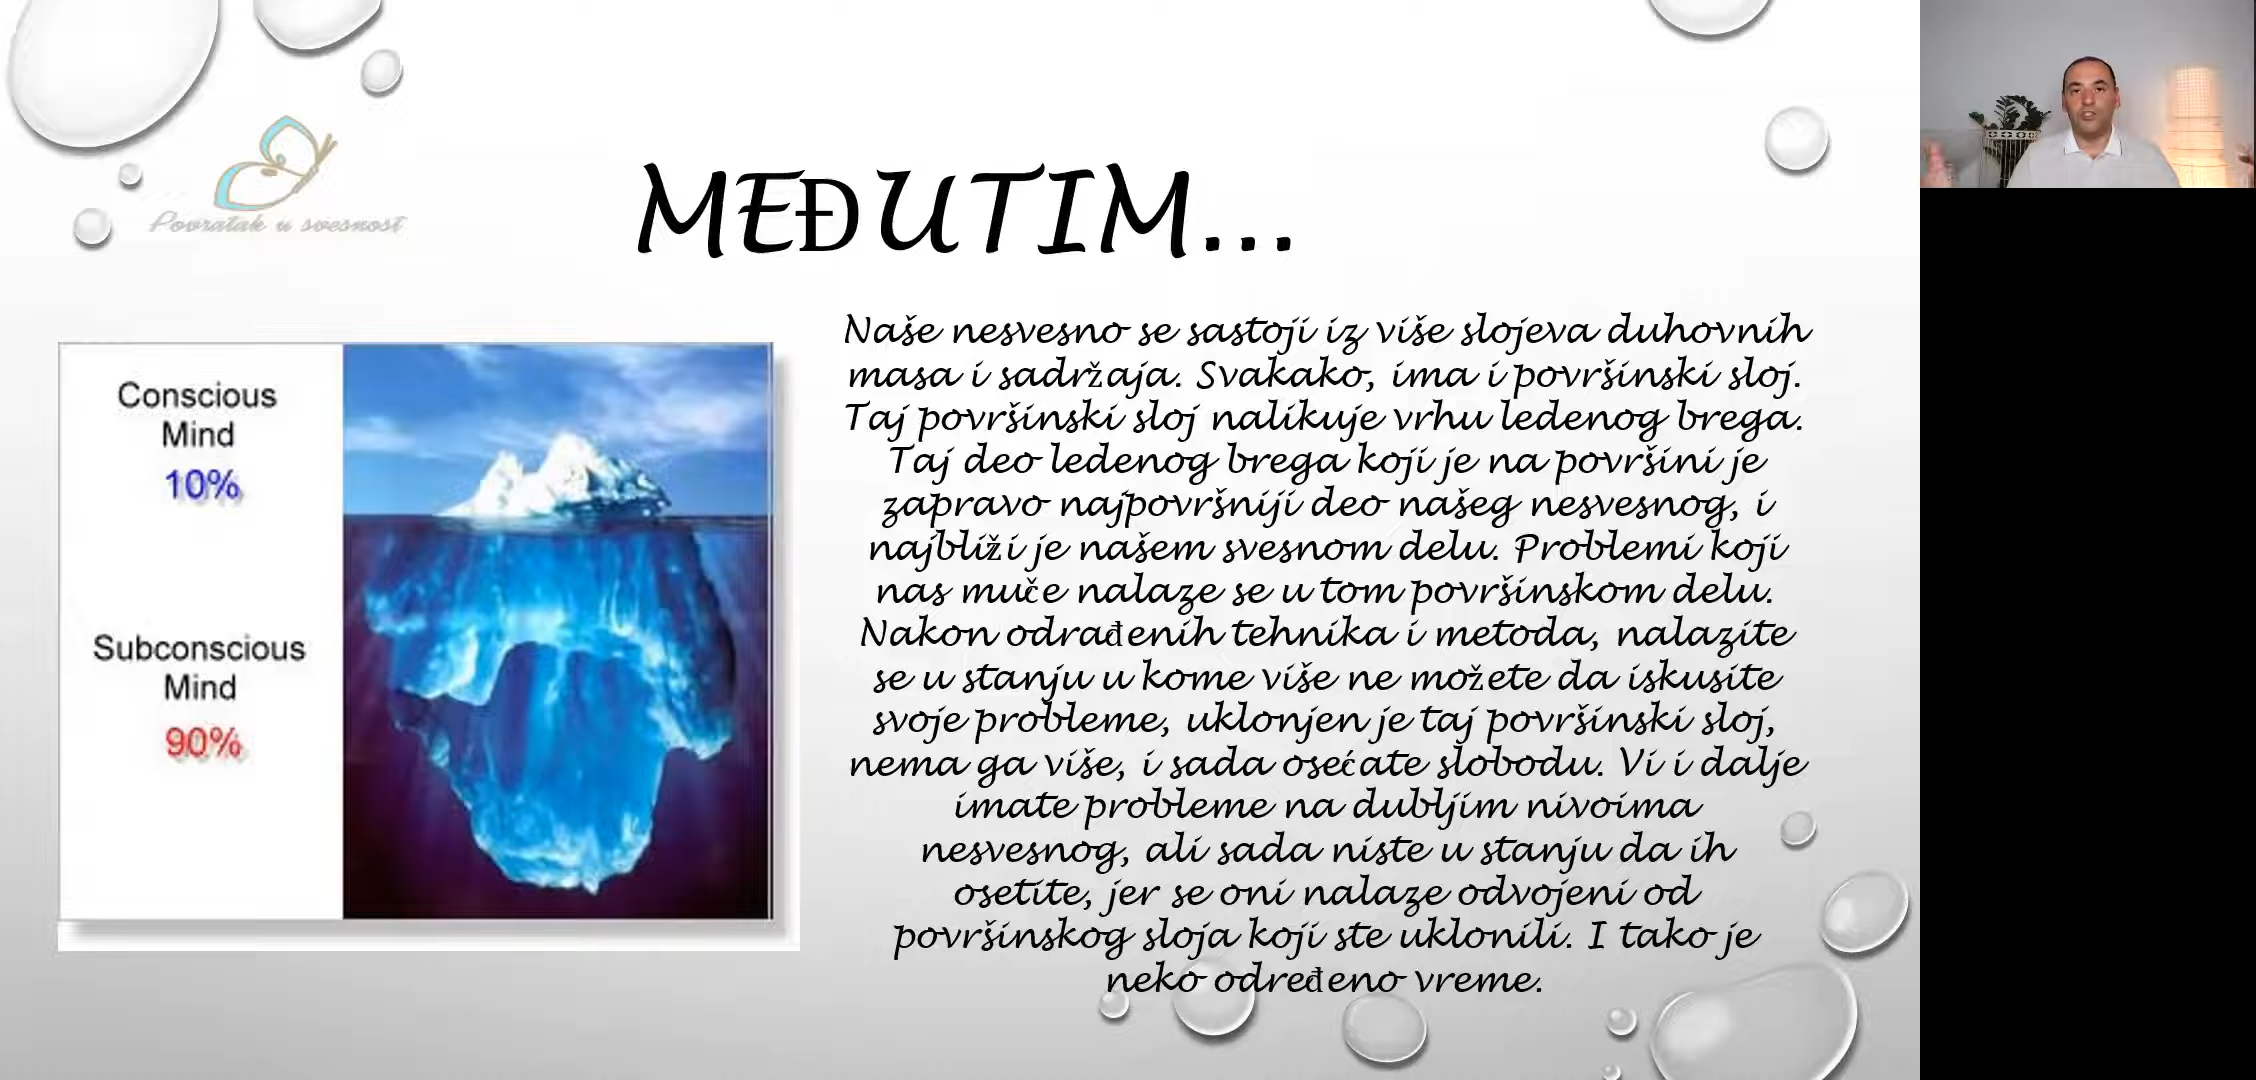 Povratak u svesnost
MEĐUTIM...
Conscious
Mind
10%
Subconscious
Mind
90%
Naše nesvesno se sastoji iz više slojeva duhovnih
masa i sadržaja. Svakako, ima i površinski sloj.
Taj površinski sloj nalikuje vrhu ledenog brega.
Taj deo ledenog brega koji je na površini je
zapravo najpovršniji deo našeg nesvesnog, i
najbliži je našem svesnom delu. Problemi koji
nas muče nalaze se u tom površinskom delu.
Nakon odrađenih tehnika i metoda, nalazite
se u stanju u kome više ne možete da iskusite
svoje probleme, uklonjen je taj površinski sloj,
nema ga više, i sada osećate slobodu. Vi i dalje
imate probleme na dubljim nivoima
nesvesnog, ali sada niste u stanju da ih
osetite, jer se oni nalaze odvojeni od
površinskog sloja koji ste uklonili. I tako je
neko određeno vreme.